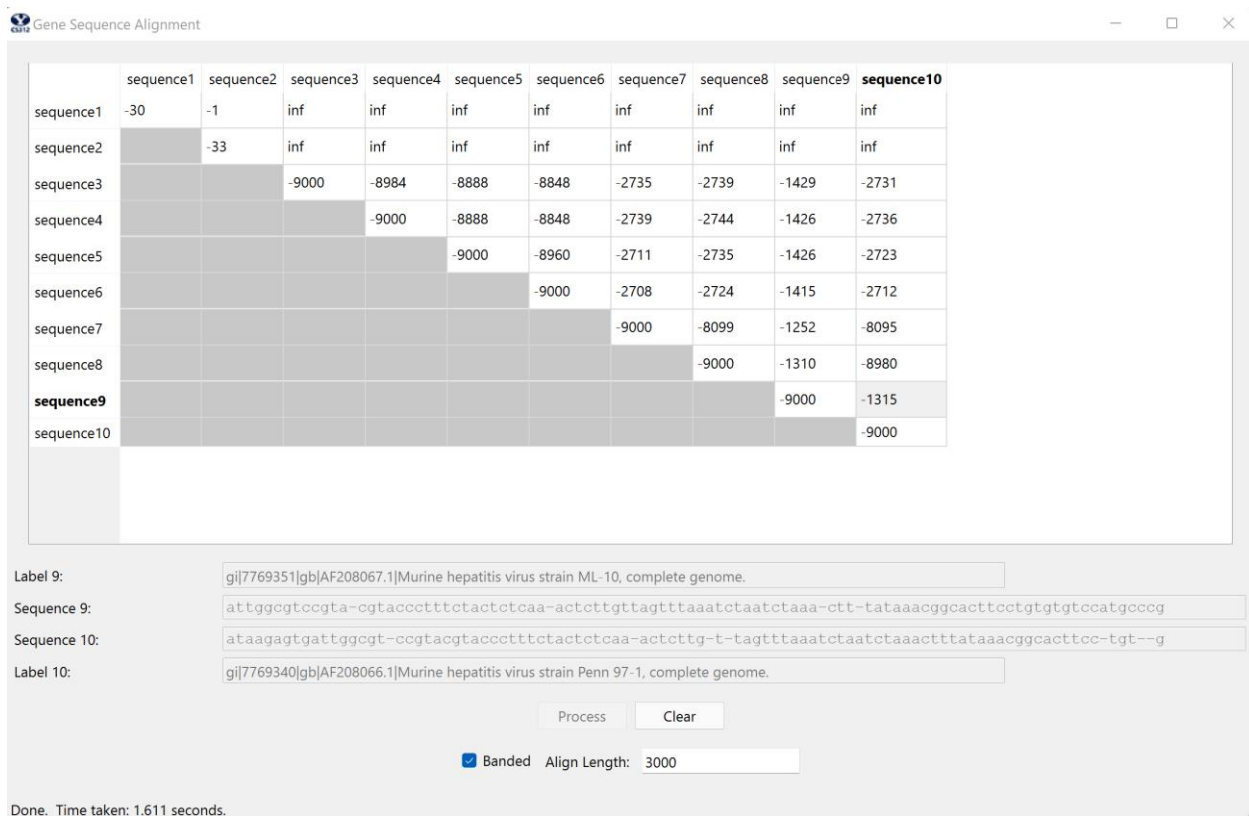 CS312 Gene Sequence Alignment
sequence1 sequence2 sequence3 sequence4 sequence5 sequence6 sequence7 sequence8 sequence9 sequence10
sequence1 -30 -1 inf inf inf inf inf inf inf inf
sequence2 -33 inf inf inf inf inf inf inf inf
sequence3 -9000 -8984 -8888 -8848 -2735 -2739 -1429 -2731
sequence4 -9000 -8888 -8848 -2739 -2744 -1426 -2736
sequence5 -9000 -8960 -2711 -2735 -1426 -2723
sequence6 -9000 -2708 -2724 -1415 -2712
sequence7 -9000 -8099 -1252 -8095
sequence8 -9000 -1310 -8980
sequence9 -9000 -1315
sequence10 -9000
Label 9: gi|7769351|gb|AF208067.1|Murine hepatitis virus strain ML-10, complete genome.
Sequence 9: attggcgtccgta-cgtaccctttctactctcaa-actcttgttagtttaaatctaatctaaa-ctt-tataaacggcacttcctgtgtgtccatgcccg
Sequence 10: ataagagtgattggcgt-ccgtacgtaccctttctactctcaa-actcttg-t-tagtttaaatctaatctaaactttataaacggcacttcc-tgt--g
Label 10: gi|7769340|gb|AF208066.1|Murine hepatitis virus strain Penn 97-1, complete genome.
Process Clear
Banded Align Length: 3000
Done. Time taken: 1.611 seconds.